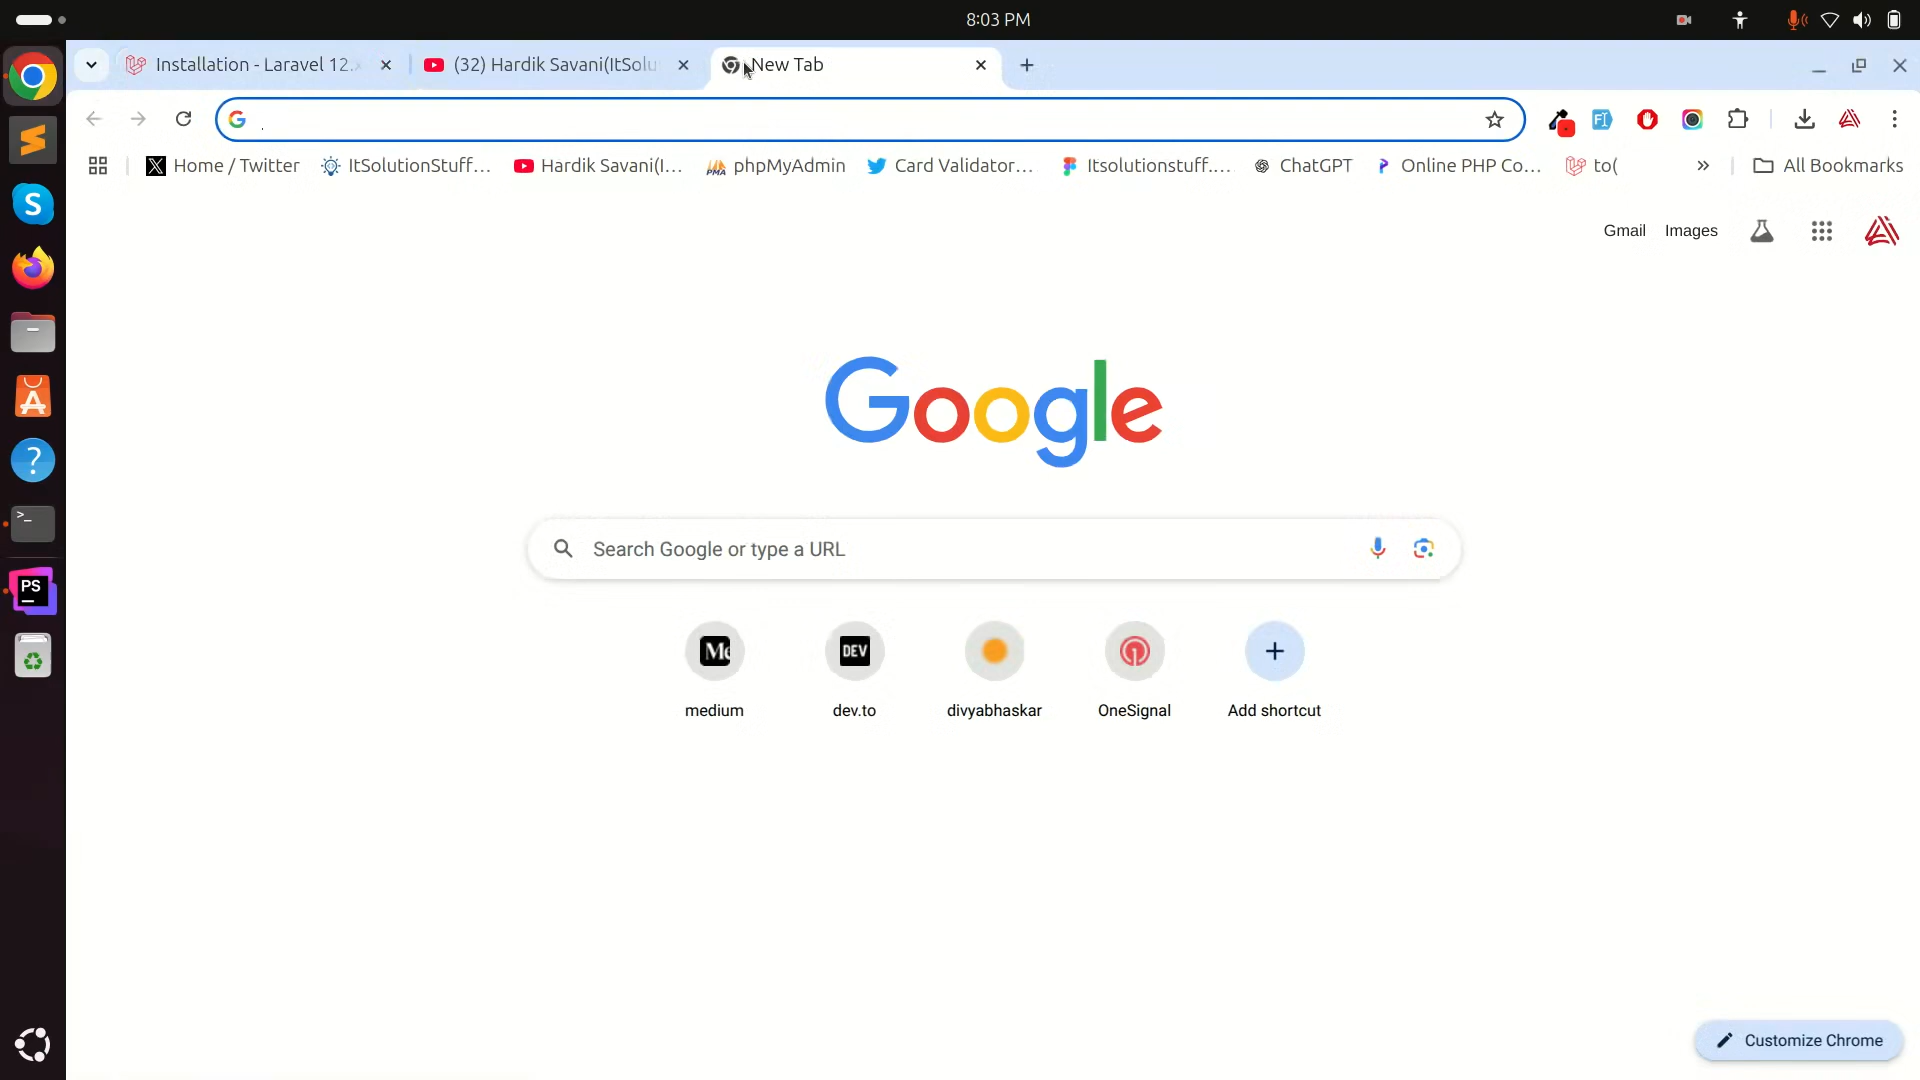 8:03 PM
Installation - Laravel 12.x
(32) Hardik Savani(ItSolu
New Tab
Home / Twitter
ItSolutionStuff...
Hardik Savani(I...
phpMyAdmin
Card Validator...
Itsolutionstuff....
ChatGPT
Online PHP Co...
to(
All Bookmarks
Gmail
Images
Google
Search Google or type a URL
medium
dev.to
divyabhaskar
OneSignal
Add shortcut
Customize Chrome